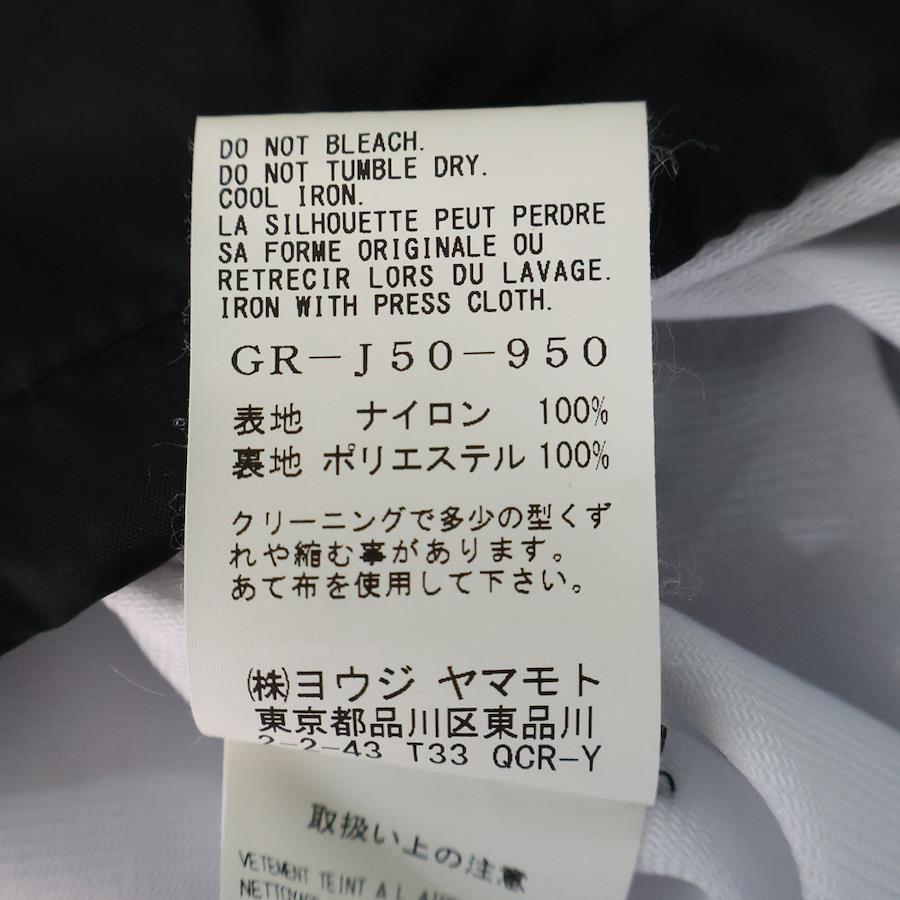 DO NOT BLEACH.
DO NOT TUMBLE DRY.
COOL IRON.
LA SILHOUETTE PEUT PERDRE
SA FORME ORIGINALE OU
RETRECIR LORS DU LAVAGE.
IRON WITH PRESS CLOTH.
GR-J50-950
表地 ナイロン 100%
裏地 ポリエステル 100%
クリーニングで多少の型くず
れや縮む事があります。
あて布を使用して下さい。
(株)ヨウジ ヤマモト
東京都品川区東品川
2-2-43 T33 QCR-Y
取扱い上の注意
VETEMENT TEINT A L